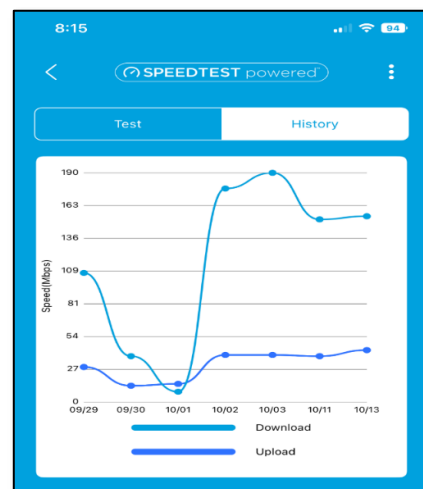 8:15
94
SPEEDTEST powered
Test
History
190
163
136
109
81
54
27
0
Speed(Mbps)
09/29 09/30 10/01 10/02 10/03 10/11 10/13
Download
Upload